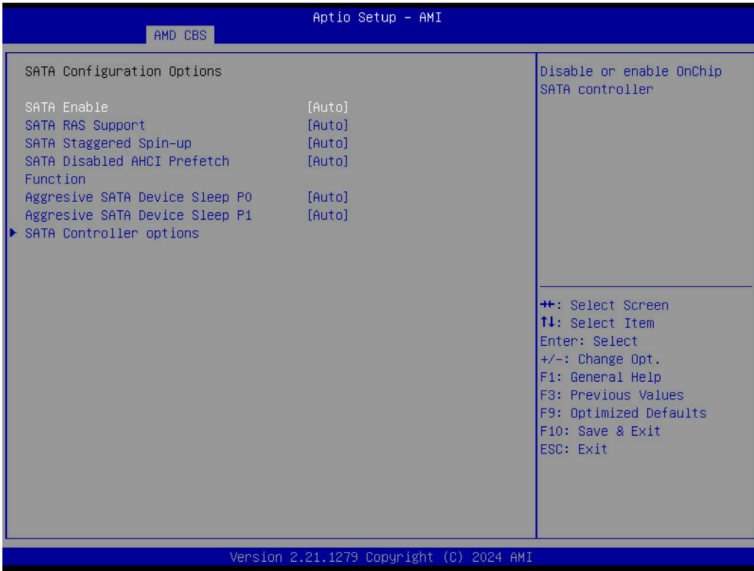 Aptio Setup – AMI
AMD CBS
SATA Configuration Options
SATA Enable [Auto]
SATA RAS Support [Auto]
SATA Staggered Spin-up [Auto]
SATA Disabled AHCI Prefetch [Auto]
Function
Aggresive SATA Device Sleep P0 [Auto]
Aggresive SATA Device Sleep P1 [Auto]
SATA Controller options
Disable or enable OnChip
SATA controller
→←: Select Screen
↑↓: Select Item
Enter: Select
+/-: Change Opt.
F1: General Help
F3: Previous Values
F9: Optimized Defaults
F10: Save & Exit
ESC: Exit
Version 2.21.1279 Copyright (C) 2024 AMI